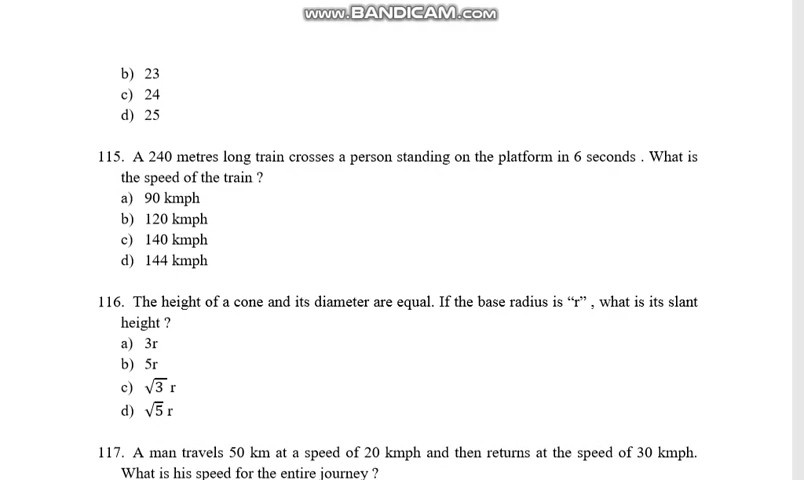 www.BANDICAM.com
b) 23
c) 24
d) 25
115. A 240 metres long train crosses a person standing on the platform in 6 seconds . What is
the speed of the train ?
a) 90 kmph
b) 120 kmph
c) 140 kmph
d) 144 kmph
116. The height of a cone and its diameter are equal. If the base radius is “r” , what is its slant
height ?
a) 3r
b) 5r
c) √3 r
d) √5 r
117. A man travels 50 km at a speed of 20 kmph and then returns at the speed of 30 kmph.
What is his speed for the entire journey ?